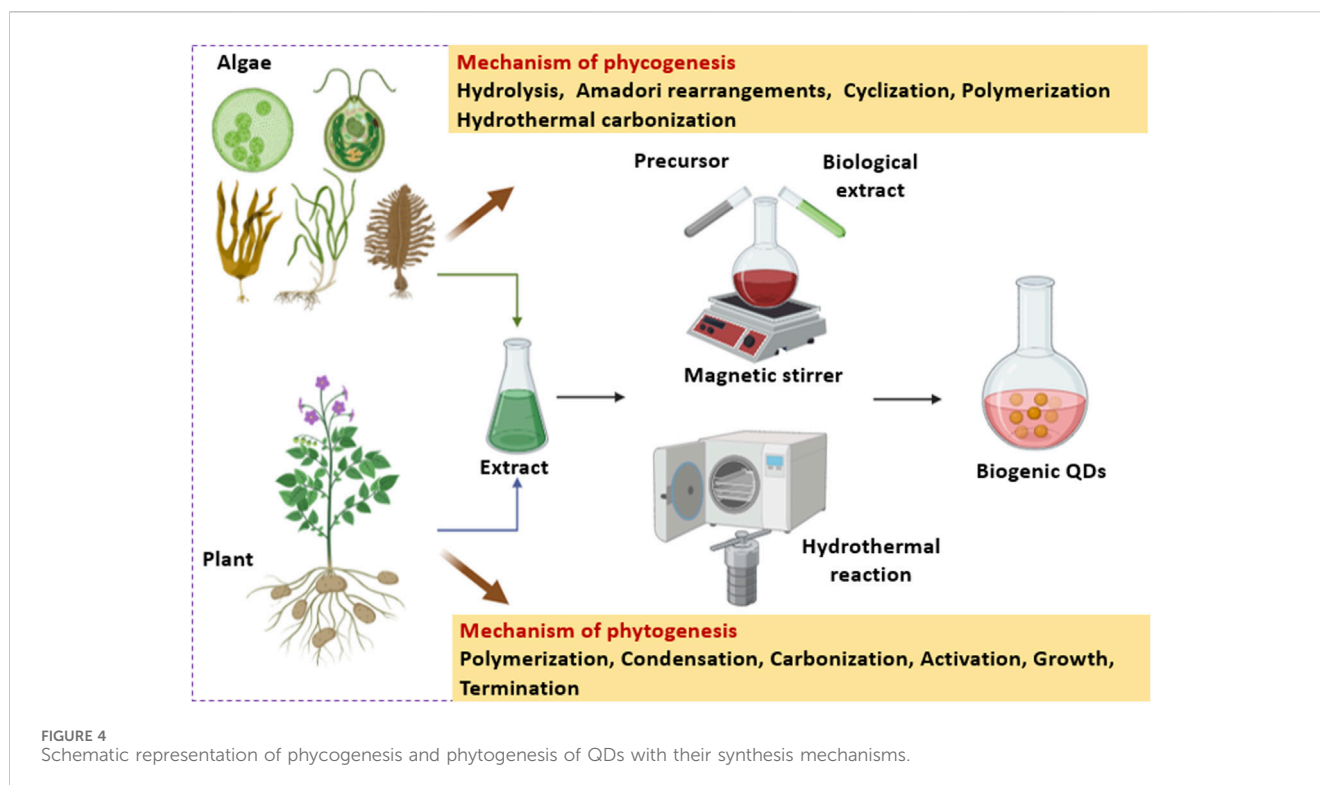 Algae
Mechanism of phycogenesis
Hydrolysis, Amadori rearrangements, Cyclization, Polymerization
Hydrothermal carbonization
Precursor
Biological
extract
Magnetic stirrer
Extract
Biogenic QDs
Plant
Hydrothermal
reaction
Mechanism of phytogenesis
Polymerization, Condensation, Carbonization, Activation, Growth,
Termination
FIGURE 4
Schematic representation of phycogenesis and phytogenesis of QDs with their synthesis mechanisms.